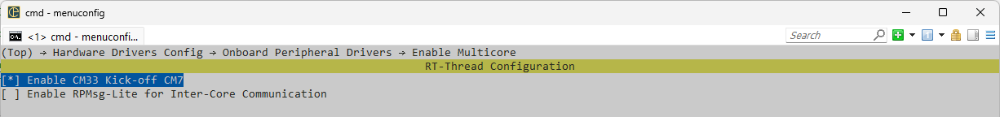 cmd - menuconfig
<1> cmd - menuconfi...
Search
(Top) → Hardware Drivers Config → Onboard Peripheral Drivers → Enable Multicore
RT-Thread Configuration
[*] Enable CM33 Kick-off CM7
[ ] Enable RPMsg-Lite for Inter-Core Communication